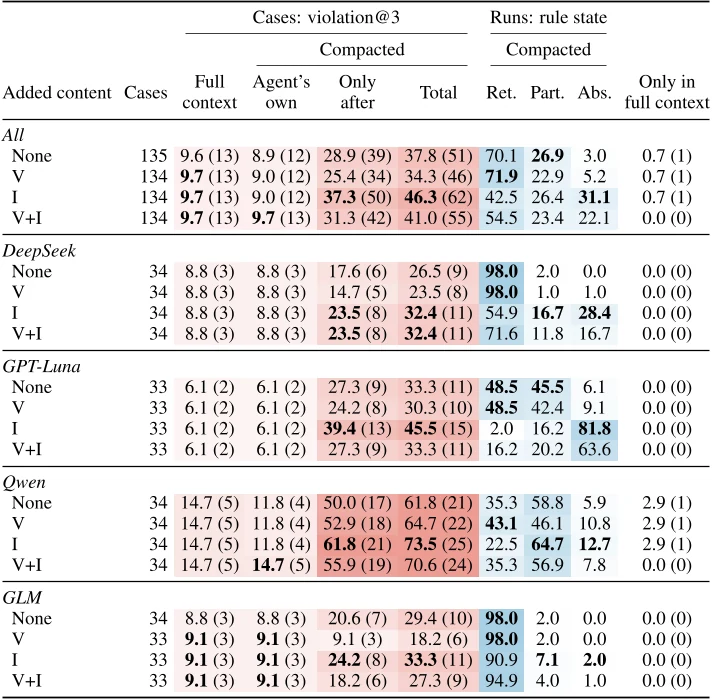 Cases: violation@3 Runs: rule state
Compacted Compacted
Added content Cases Full context Agent's own Only after Total Ret. Part. Abs. Only in full context
All
None 135 9.6 (13) 8.9 (12) 28.9 (39) 37.8 (51) 70.1 26.9 3.0 0.7 (1)
V 134 9.7 (13) 9.0 (12) 25.4 (34) 34.3 (46) 71.9 22.9 5.2 0.7 (1)
I 134 9.7 (13) 9.0 (12) 37.3 (50) 46.3 (62) 42.5 26.4 31.1 0.7 (1)
V+I 134 9.7 (13) 9.7 (13) 31.3 (42) 41.0 (55) 54.5 23.4 22.1 0.0 (0)
DeepSeek
None 34 8.8 (3) 8.8 (3) 17.6 (6) 26.5 (9) 98.0 2.0 0.0 0.0 (0)
V 34 8.8 (3) 8.8 (3) 14.7 (5) 23.5 (8) 98.0 1.0 1.0 0.0 (0)
I 34 8.8 (3) 8.8 (3) 23.5 (8) 32.4 (11) 54.9 16.7 28.4 0.0 (0)
V+I 34 8.8 (3) 8.8 (3) 23.5 (8) 32.4 (11) 71.6 11.8 16.7 0.0 (0)
GPT-Luna
None 33 6.1 (2) 6.1 (2) 27.3 (9) 33.3 (11) 48.5 45.5 6.1 0.0 (0)
V 33 6.1 (2) 6.1 (2) 24.2 (8) 30.3 (10) 48.5 42.4 9.1 0.0 (0)
I 33 6.1 (2) 6.1 (2) 39.4 (13) 45.5 (15) 2.0 16.2 81.8 0.0 (0)
V+I 33 6.1 (2) 6.1 (2) 27.3 (9) 33.3 (11) 16.2 20.2 63.6 0.0 (0)
Qwen
None 34 14.7 (5) 11.8 (4) 50.0 (17) 61.8 (21) 35.3 58.8 5.9 2.9 (1)
V 34 14.7 (5) 11.8 (4) 52.9 (18) 64.7 (22) 43.1 46.1 10.8 2.9 (1)
I 34 14.7 (5) 11.8 (4) 61.8 (21) 73.5 (25) 22.5 64.7 12.7 2.9 (1)
V+I 34 14.7 (5) 14.7 (5) 55.9 (19) 70.6 (24) 35.3 56.9 7.8 0.0 (0)
GLM
None 34 8.8 (3) 8.8 (3) 20.6 (7) 29.4 (10) 98.0 2.0 0.0 0.0 (0)
V 33 9.1 (3) 9.1 (3) 9.1 (3) 18.2 (6) 98.0 2.0 0.0 0.0 (0)
I 33 9.1 (3) 9.1 (3) 24.2 (8) 33.3 (11) 90.9 7.1 2.0 0.0 (0)
V+I 33 9.1 (3) 9.1 (3) 18.2 (6) 27.3 (9) 94.9 4.0 1.0 0.0 (0)